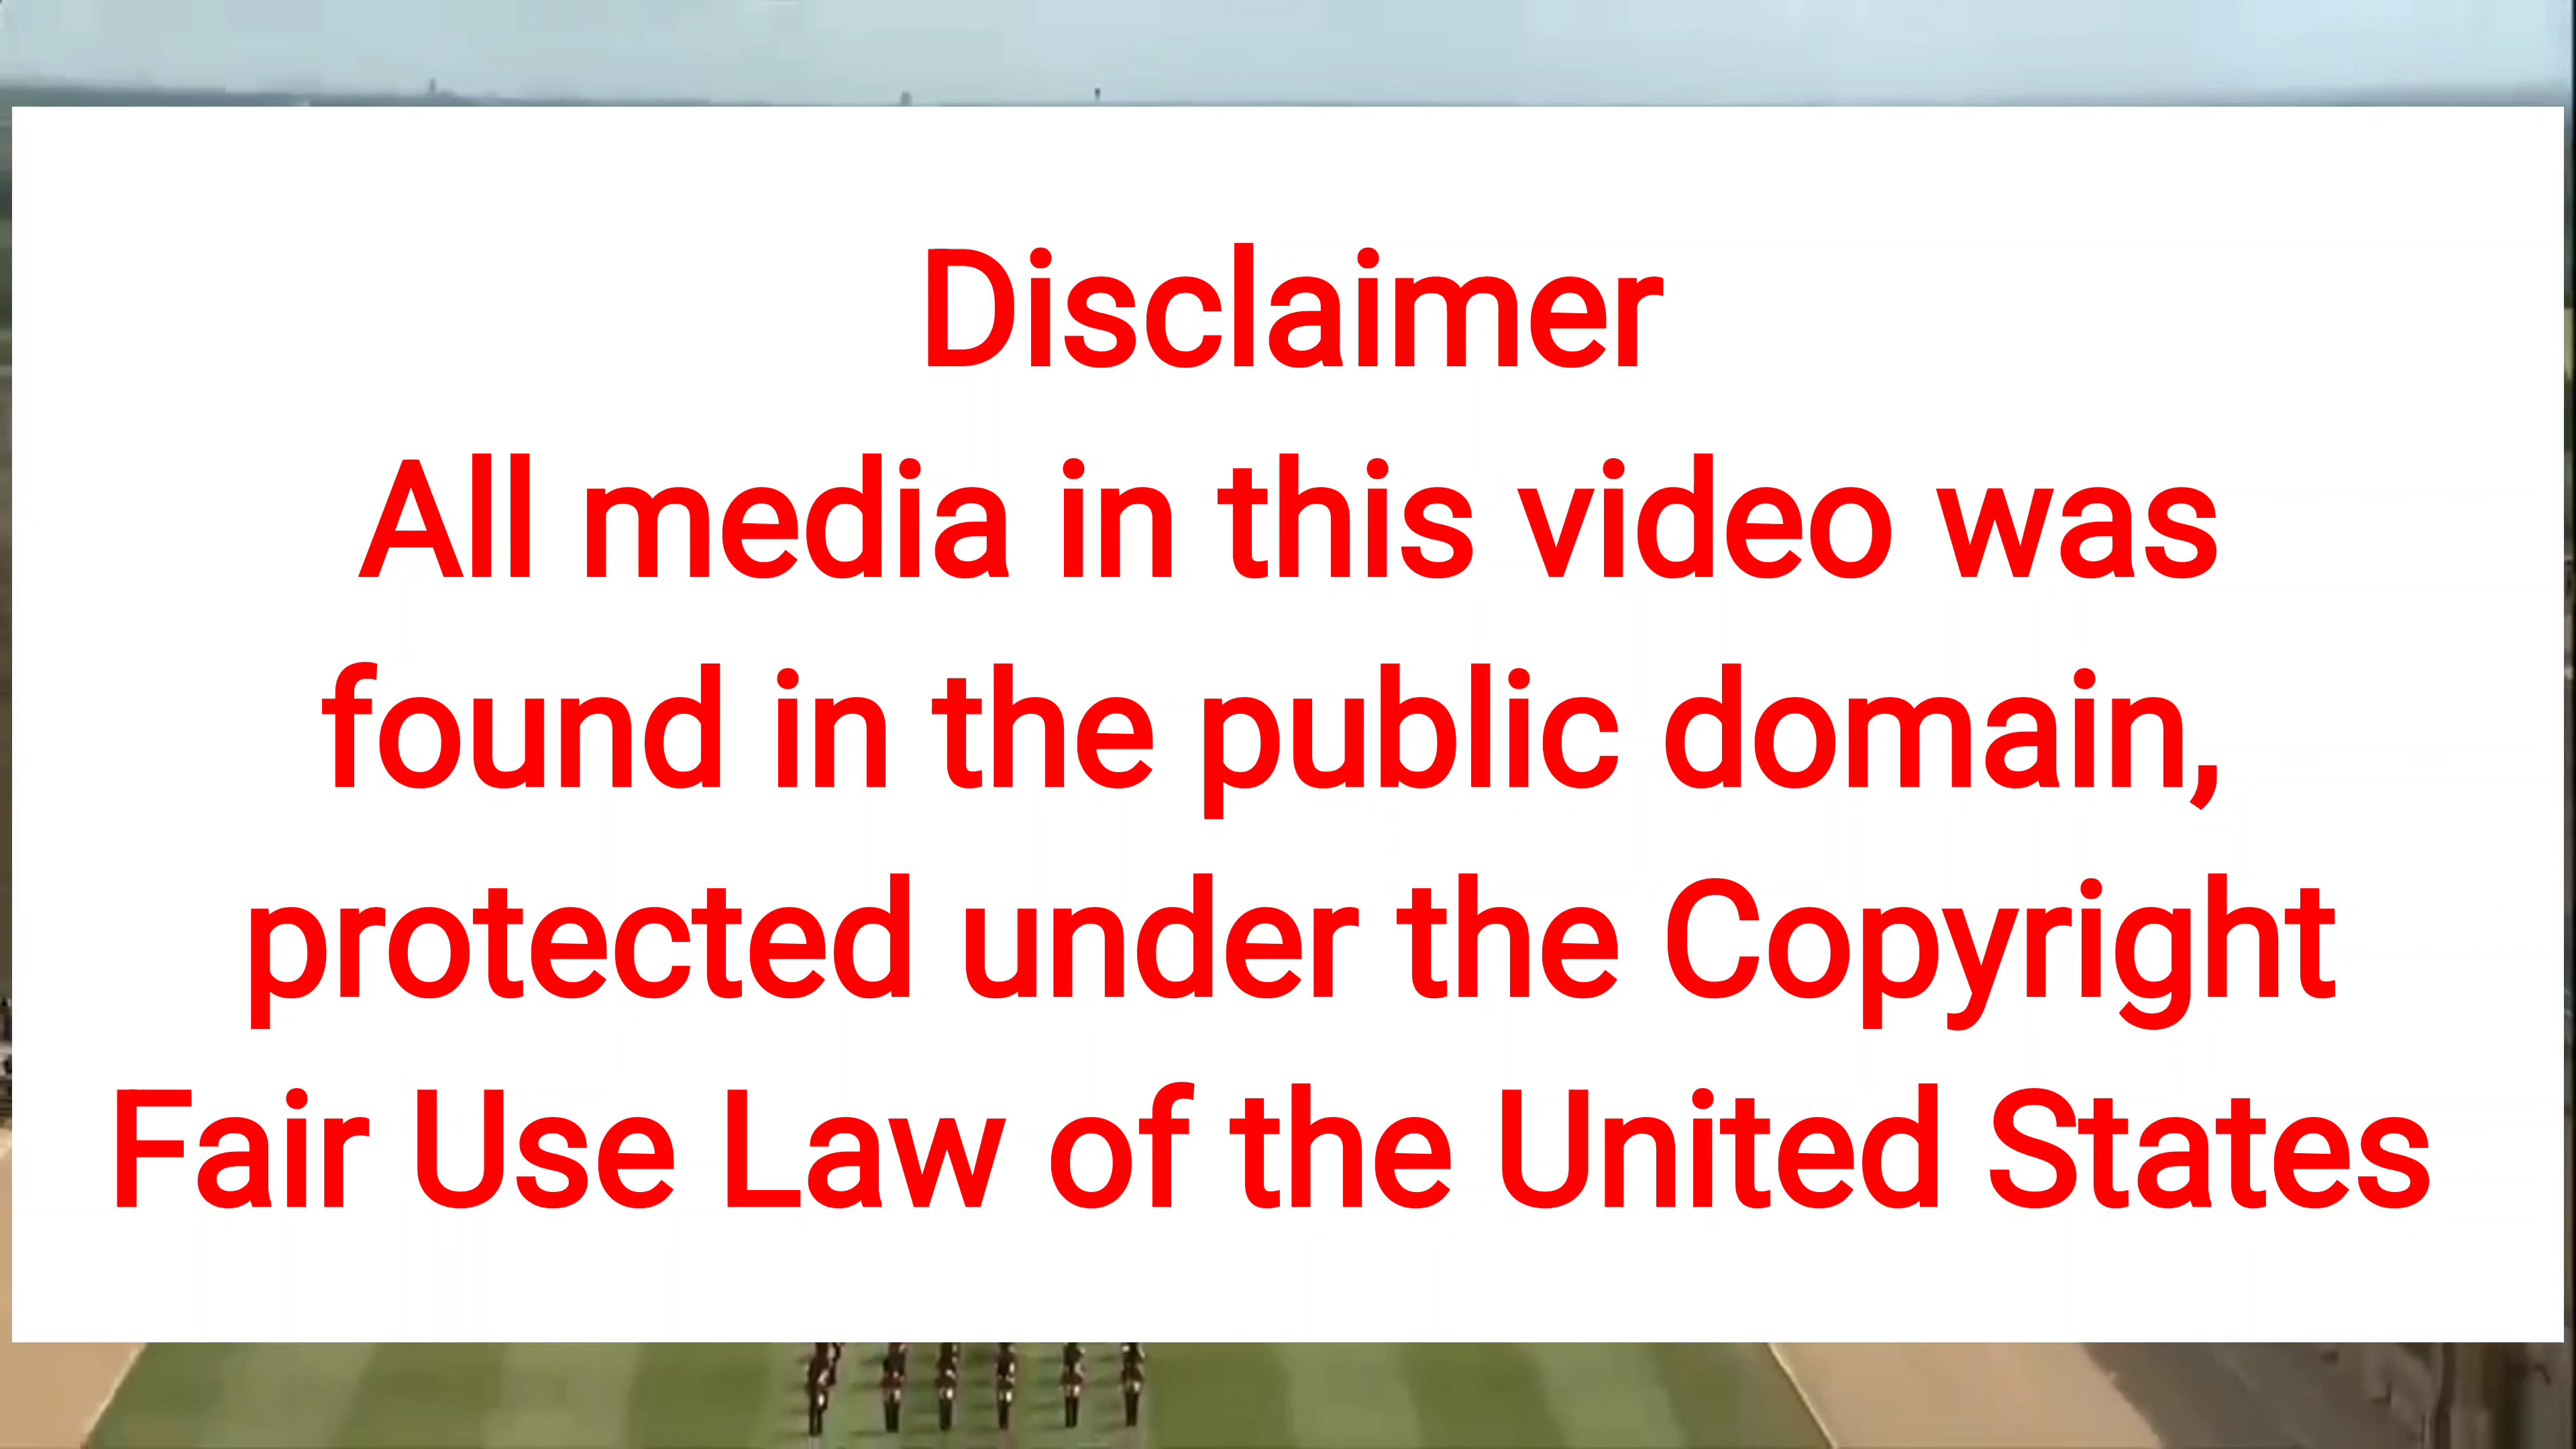 Disclaimer
All media in this video was
found in the public domain,
protected under the Copyright
Fair Use Law of the United States